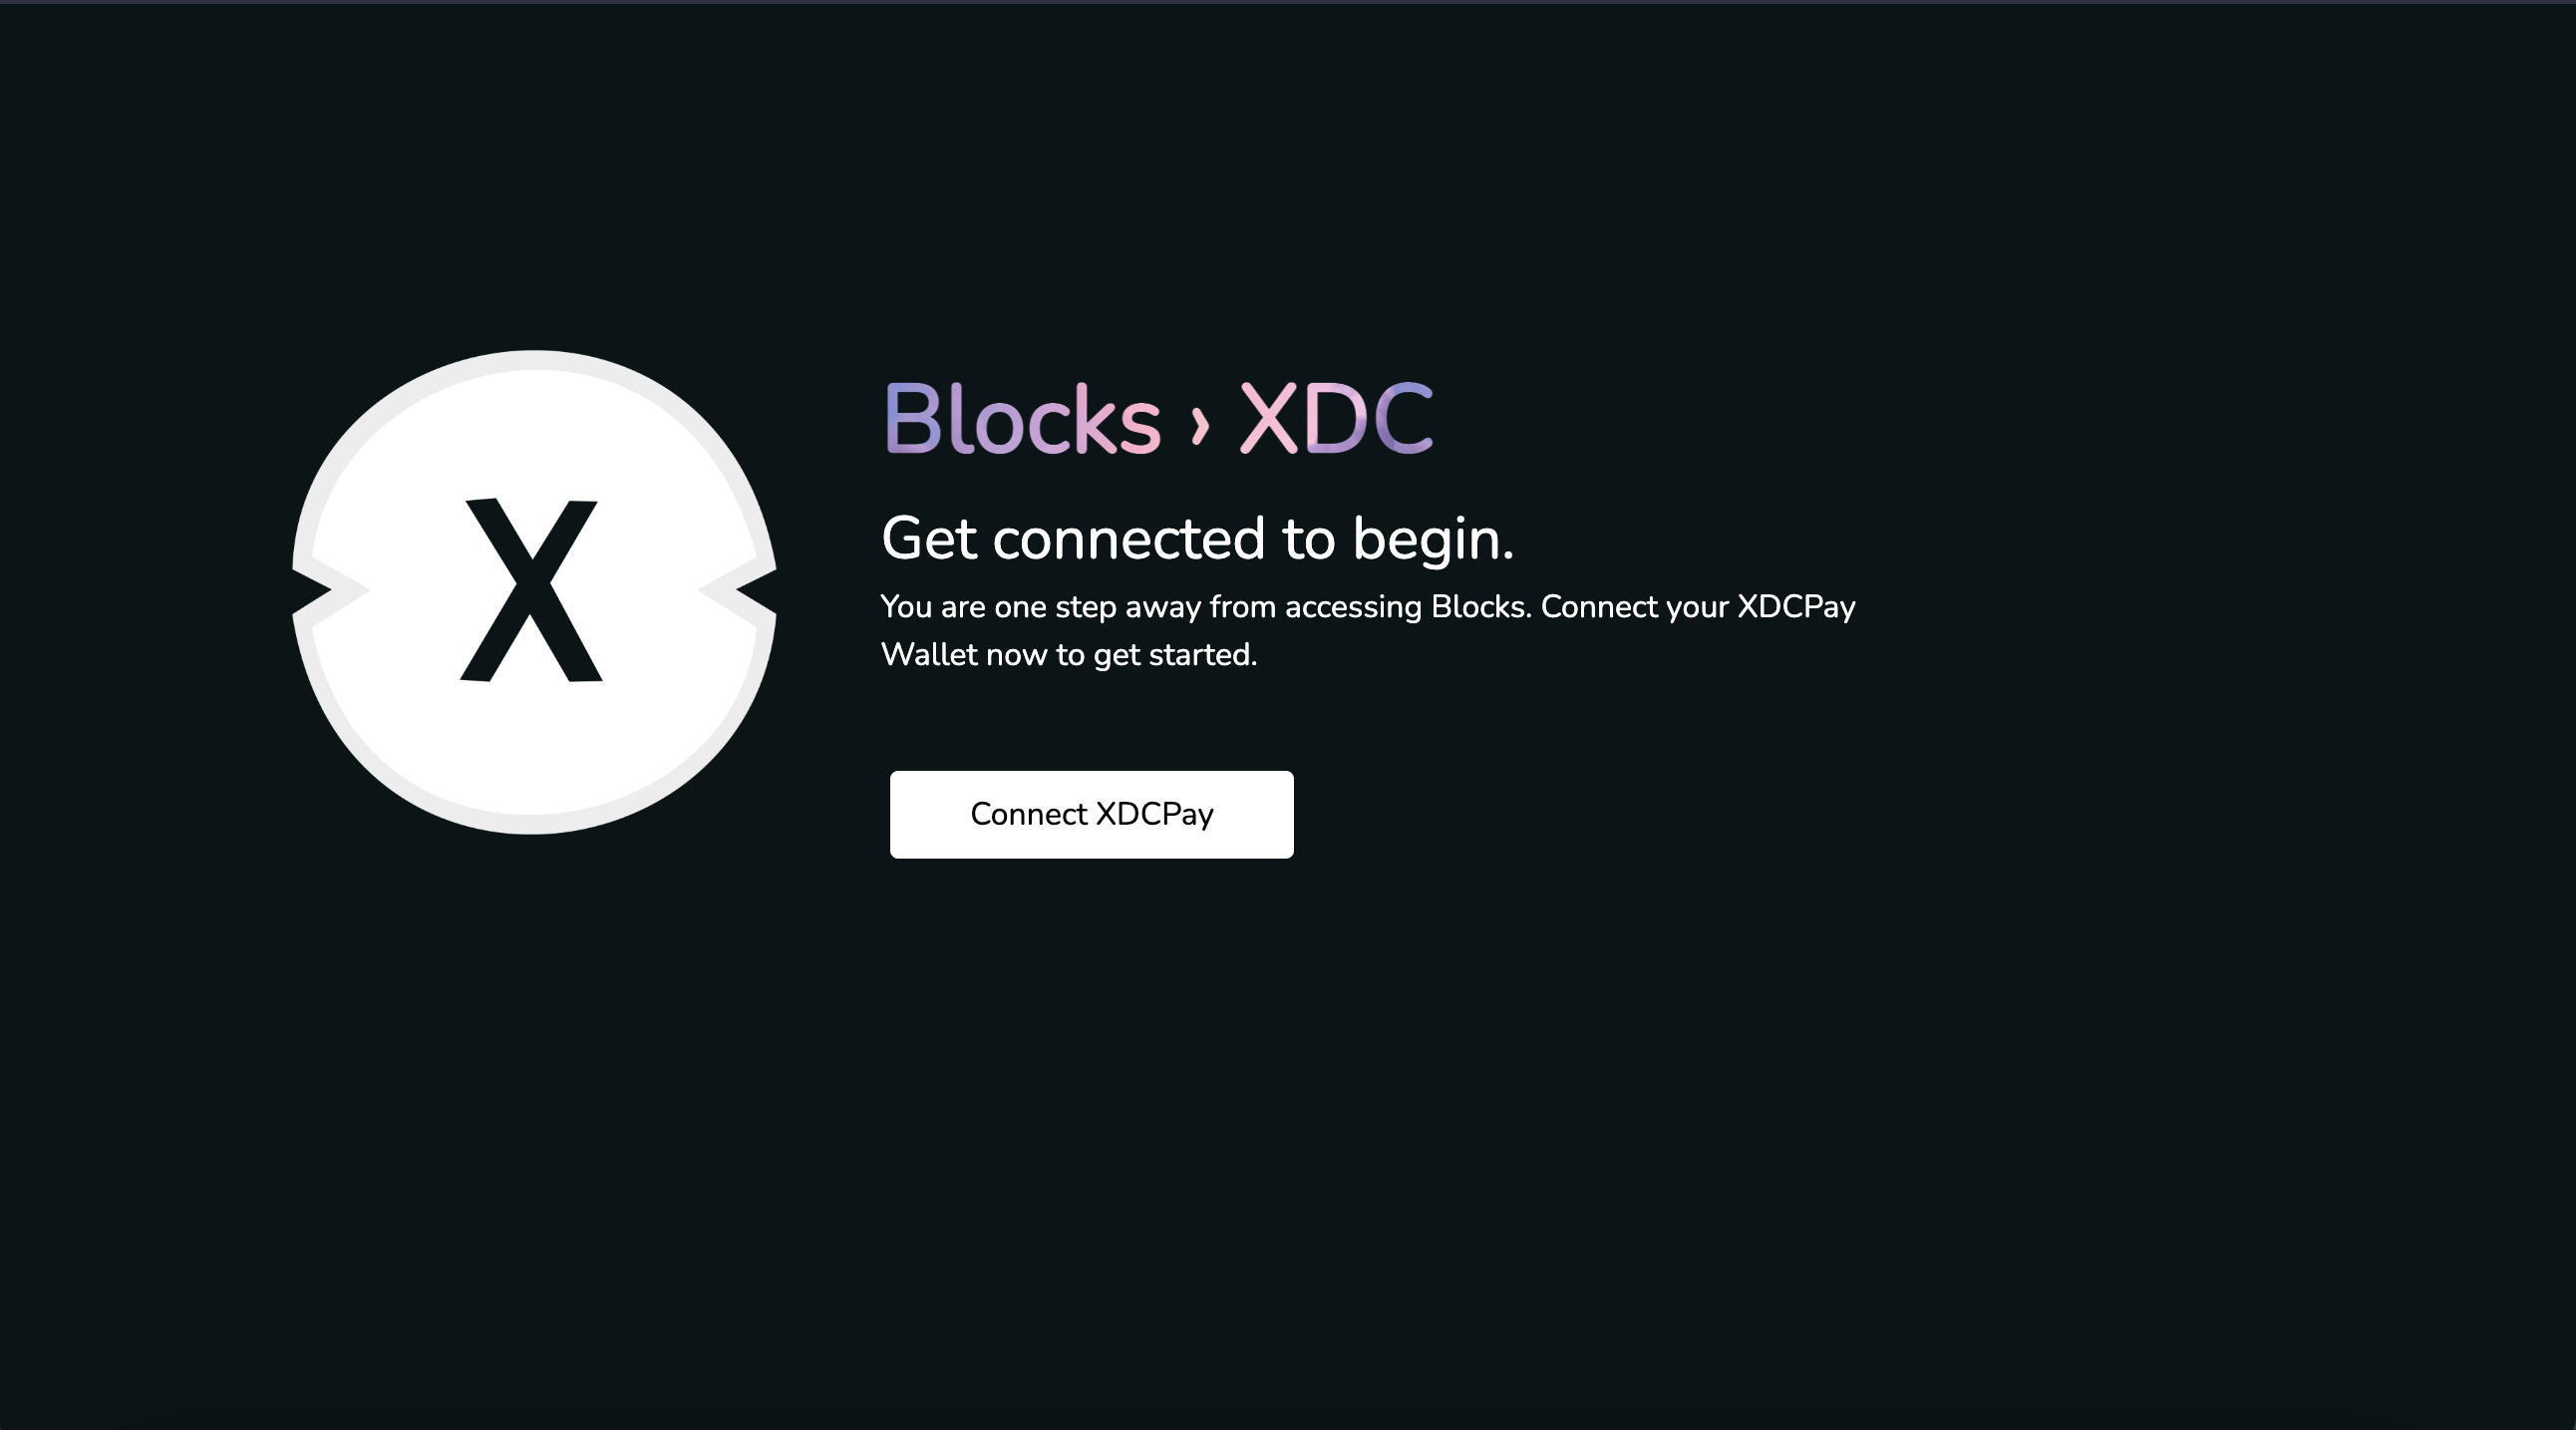 X
Blocks › XDC
Get connected to begin.
You are one step away from accessing Blocks. Connect your XDCPay
Wallet now to get started.
Connect XDCPay